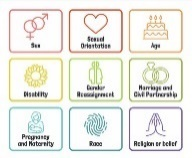 Sex
Sexual
Orientation
Age
Disability
Gender
Reassignment
Marriage and
Civil Partnership
Pregnancy
and Maternity
Race
Religion or belief